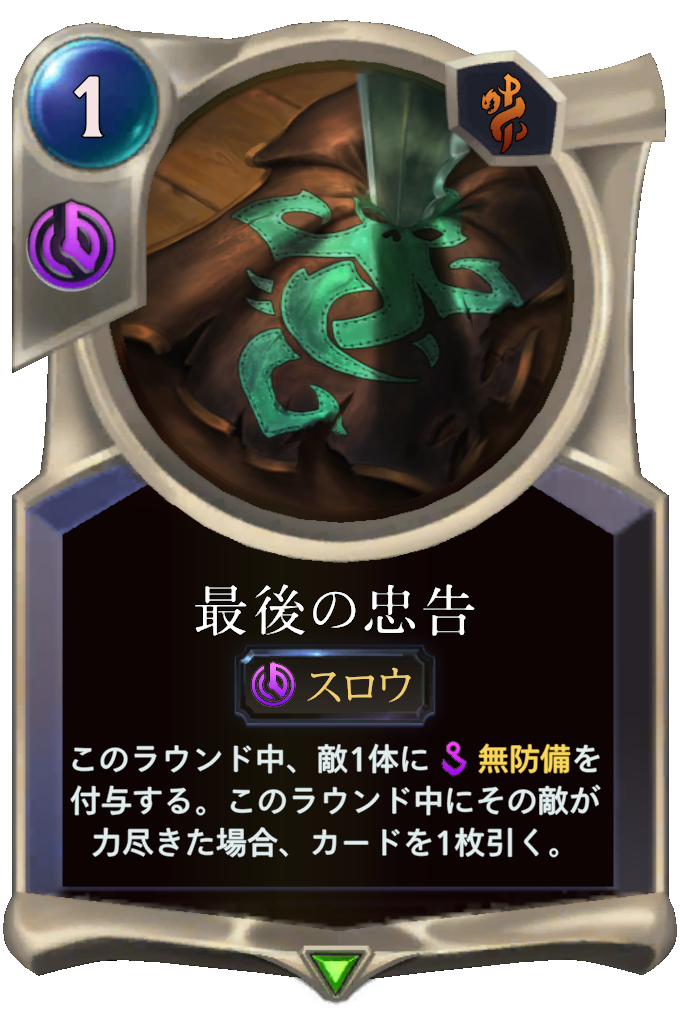 1
最後の忠告
スロウ
このラウンド中、敵1体に 無防備を
付与する。このラウンド中にその敵が
力尽きた場合、カードを1枚引く。